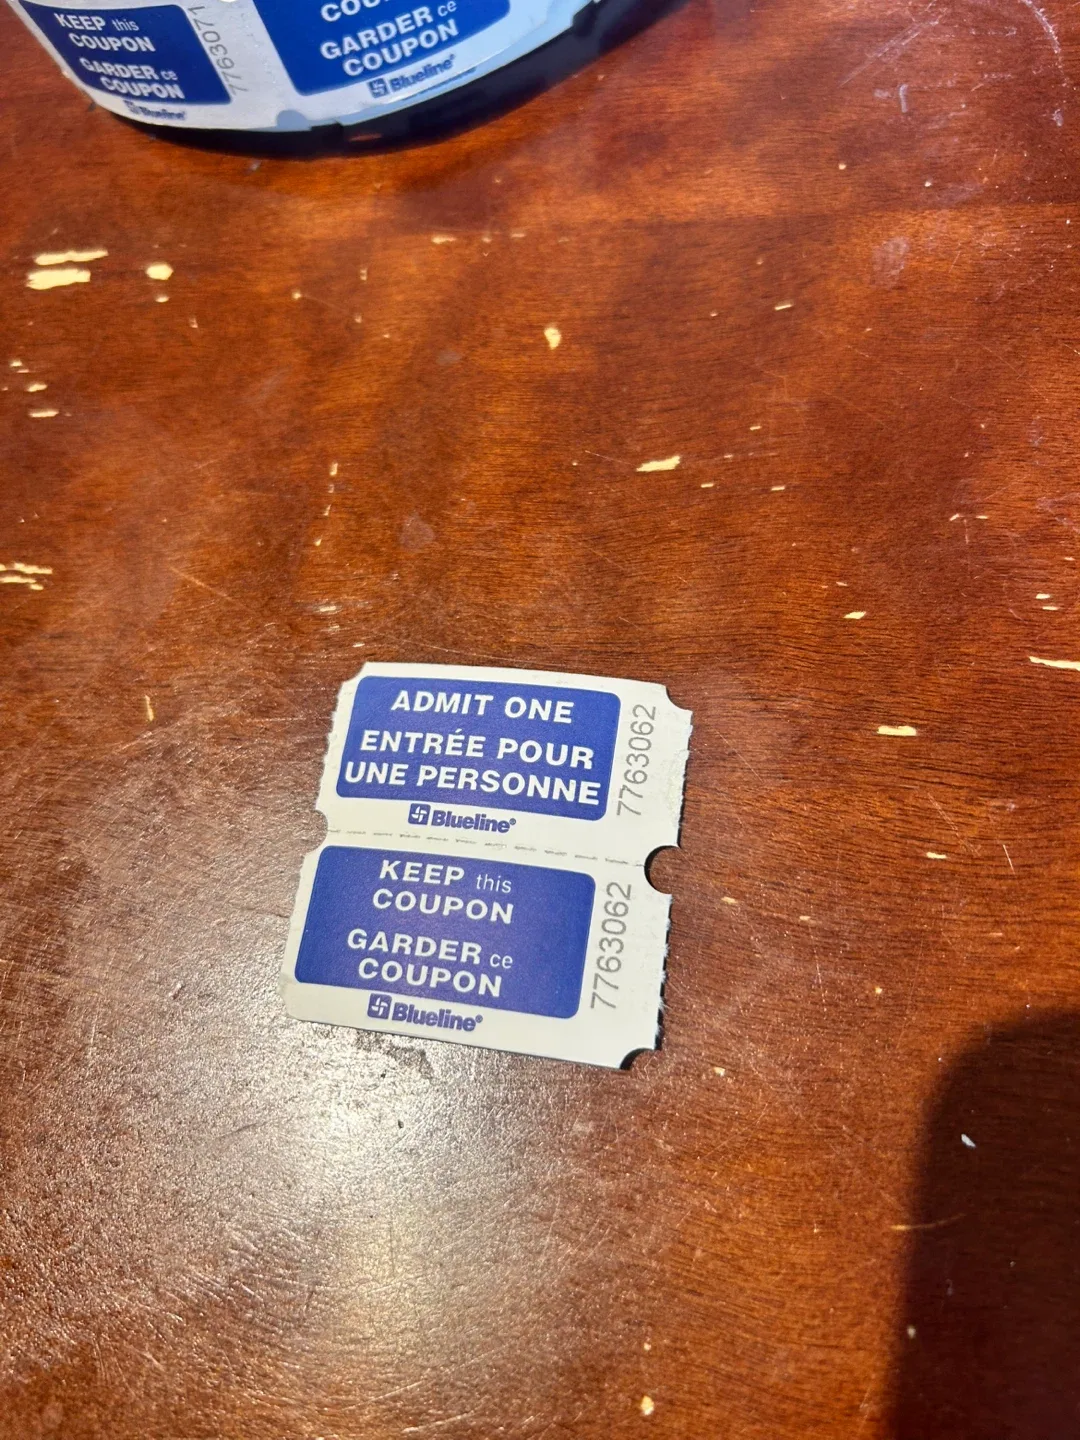 KEEP this
COUPON
GARDER ce
COUPON
Blueline
7763071
GARDER ce
COUPON
Blueline
ADMIT ONE
ENTRÉE POUR
UNE PERSONNE
Blueline®
7763062
KEEP this
COUPON
GARDER ce
COUPON
Blueline®
7763062